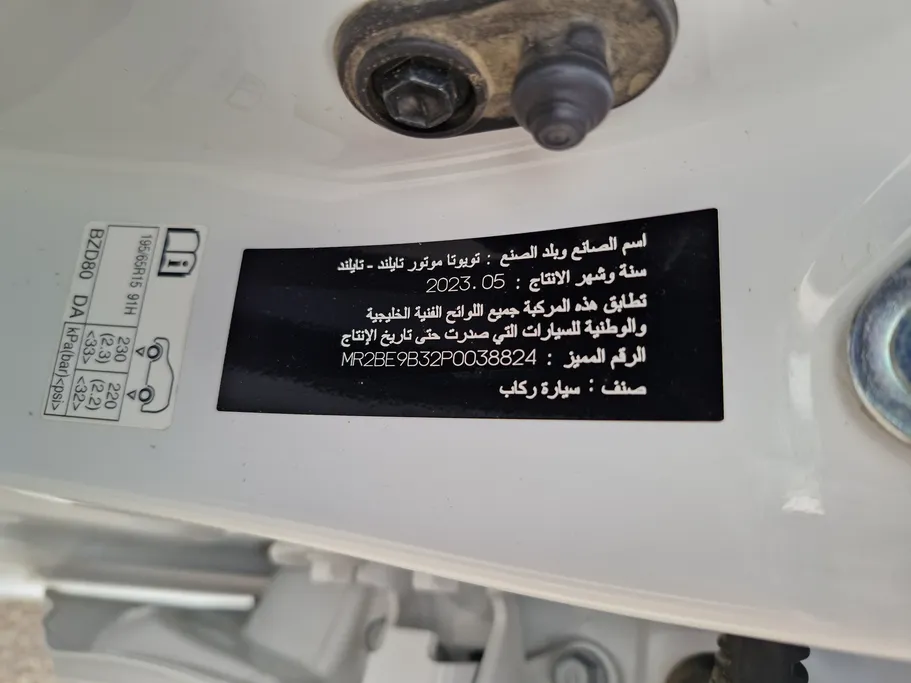 اسم الصانع وبلد الصنع : تويوتا موتور تايلند - تايلند
سنة وشهر الانتاج : 2023.05
تطابق هذه المركبة جميع اللوائح الفنية الخليجية
والوطنية للسيارات التي صدرت حتى تاريخ الإنتاج
الرقم المميز : MR2BE9B32P0038824
صنف : سيارة ركاب
195/65R15 91H
230 (2.3) <33>
220 (2.2) <32>
BZD80 DA kPa(bar)<psi>